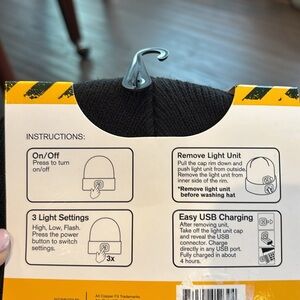 INSTRUCTIONS:
On/Off
Press to turn
on/off
Remove Light Unit
Pull the cap rim down and
push light unit from outside.
Remove the light unit from
inner side of the rim.
*Remove light unit
before washing hat
3 Light Settings
High, Low, Flash.
Press the power
button to switch
settings.
3x
Easy USB Charging
After removing unit.
Take off the light unit cap
and reveal the USB
connector. Charge
directly in any USB port.
Fully charged in about
4 hours.